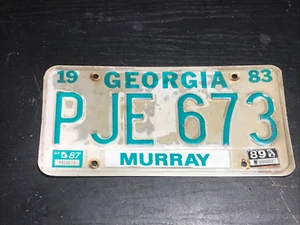 19 GEORGIA 83
PJE 673
87 MURRAY 89